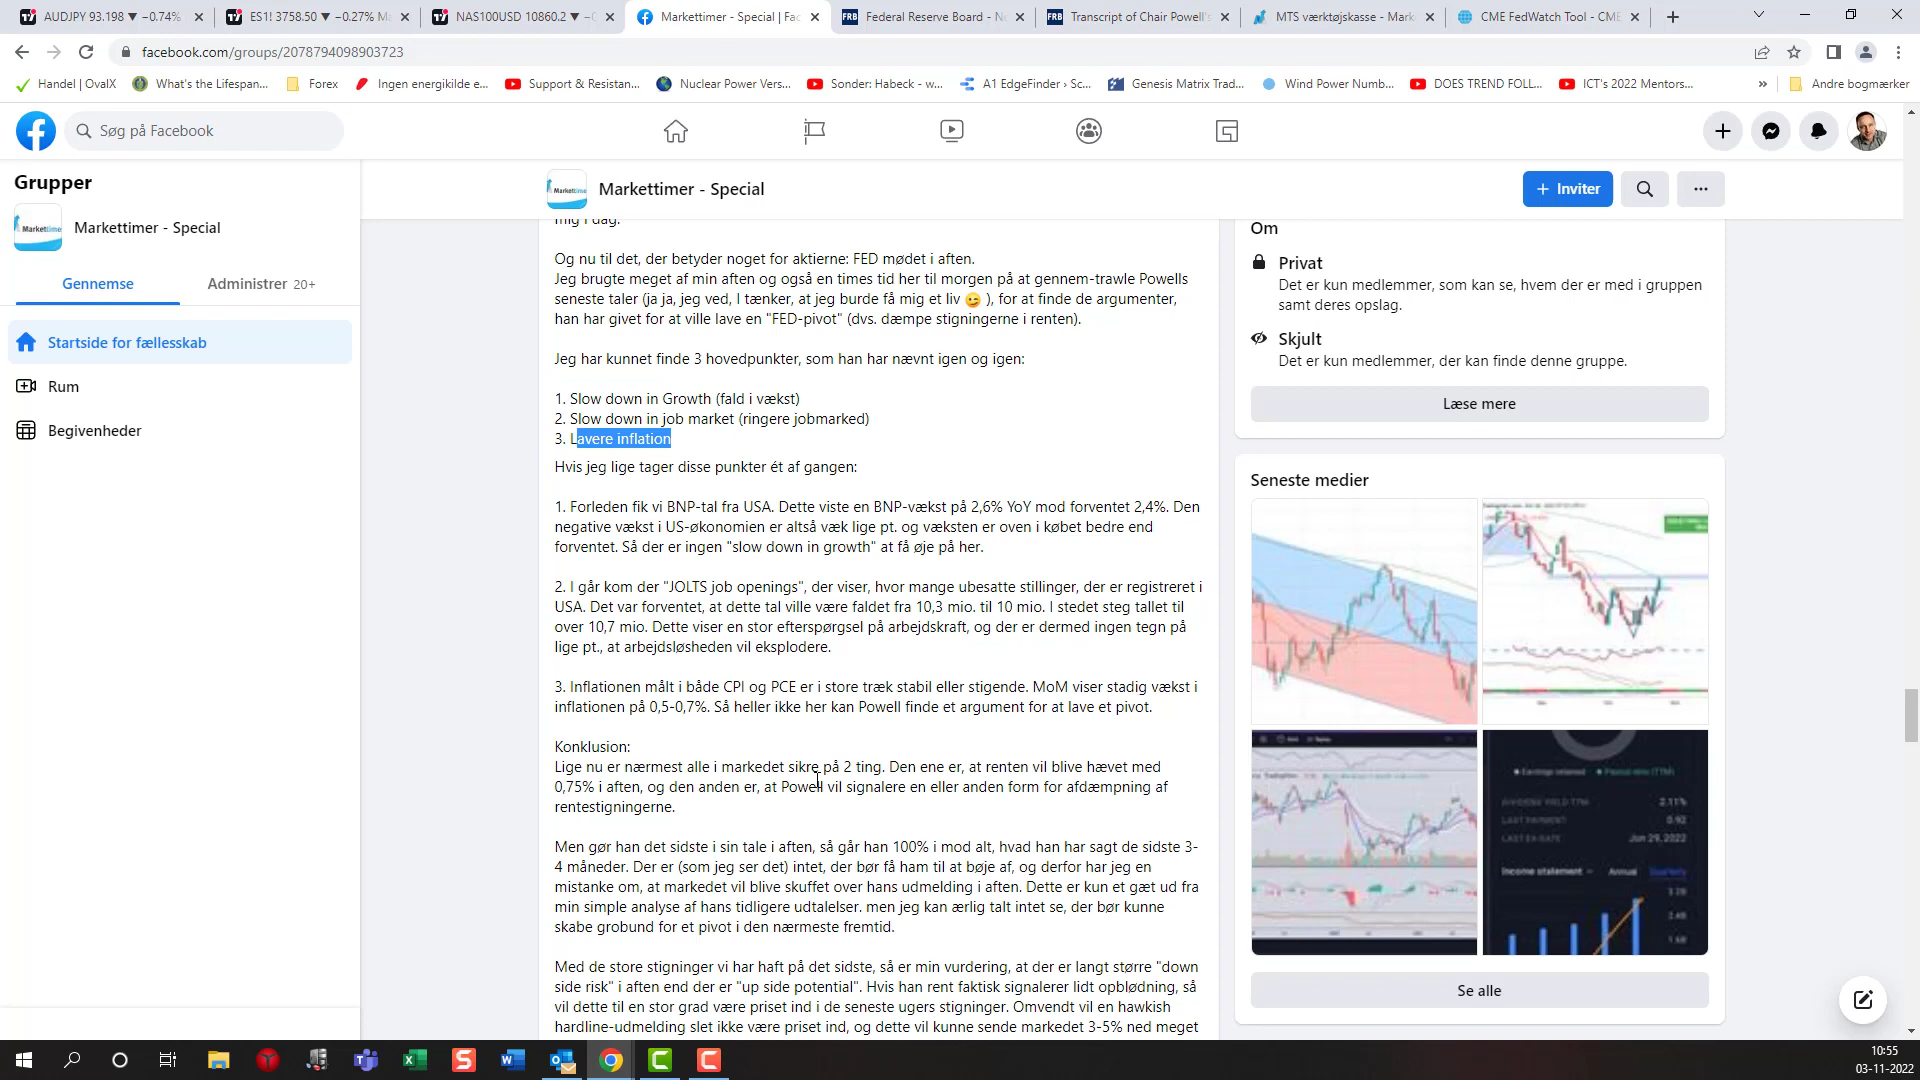 AUDJPY 93.198 ▼ −0.74%
ES1! 3758.50 ▼ −0.27%
NAS100USD 10860.2 ▼
Markettimer - Special | Fac
Federal Reserve Board - Ne
Transcript of Chair Powell's
MTS værktøjskasse - Mark
CME FedWatch Tool - CME
facebook.com/groups/2078794098903723
Handel | OvalX
What's the Lifespan...
Forex
Ingen energikilde e...
Support & Resistan...
Nuclear Power Vers...
Sonder: Habeck - w...
A1 EdgeFinder › Sc...
Genesis Matrix Trad...
Wind Power Numb...
DOES TREND FOLL...
ICT's 2022 Mentors...
»
Andre bogmærker
Søg på Facebook
Grupper
Markettimer - Special
Gennemse
Administrer 20+
Startside for fællesskab
Rum
Begivenheder
Markettimer - Special
+ Inviter
mig i dag.
Og nu til det, der betyder noget for aktierne: FED mødet i aften.
Jeg brugte meget af min aften og også en times tid her til morgen på at gennem-trawle Powells
seneste taler (ja ja, jeg ved, I tænker, at jeg burde få mig et liv 😉 ), for at finde de argumenter,
han har givet for at ville lave en "FED-pivot" (dvs. dæmpe stigningerne i renten).
Jeg har kunnet finde 3 hovedpunkter, som han har nævnt igen og igen:
1. Slow down in Growth (fald i vækst)
2. Slow down in job market (ringere jobmarked)
3. Lavere inflation
Hvis jeg lige tager disse punkter ét af gangen:
1. Forleden fik vi BNP-tal fra USA. Dette viste en BNP-vækst på 2,6% YoY mod forventet 2,4%. Den
negative vækst i US-økonomien er altså væk lige pt. og væksten er oven i købet bedre end
forventet. Så der er ingen "slow down in growth" at få øje på her.
2. I går kom der "JOLTS job openings", der viser, hvor mange ubesatte stillinger, der er registreret i
USA. Det var forventet, at dette tal ville være faldet fra 10,3 mio. til 10 mio. I stedet steg tallet til
over 10,7 mio. Dette viser en stor efterspørgsel på arbejdskraft, og der er dermed ingen tegn på
lige pt., at arbejdsløsheden vil eksplodere.
3. Inflationen målt i både CPI og PCE er i store træk stabil eller stigende. MoM viser stadig vækst i
inflationen på 0,5-0,7%. Så heller ikke her kan Powell finde et argument for at lave et pivot.
Konklusion:
Lige nu er nærmest alle i markedet sikre på 2 ting. Den ene er, at renten vil blive hævet med
0,75% i aften, og den anden er, at Powell vil signalere en eller anden form for afdæmpning af
rentestigningerne.
Men gør han det sidste i sin tale i aften, så går han 100% i mod alt, hvad han har sagt de sidste 3-
4 måneder. Der er (som jeg ser det) intet, der bør få ham til at bøje af, og derfor har jeg en
mistanke om, at markedet vil blive skuffet over hans udmelding i aften. Dette er kun et gæt ud fra
min simple analyse af hans tidligere udtalelser. men jeg kan ærlig talt intet se, der bør kunne
skabe grobund for et pivot i den nærmeste fremtid.
Med de store stigninger vi har haft på det sidste, så er min vurdering, at der er langt større "down
side risk" i aften end der er "up side potential". Hvis han rent faktisk signalerer lidt opblødning, så
vil dette til en stor grad være priset ind i de seneste ugers stigninger. Omvendt vil en hawkish
hardline-udmelding slet ikke være priset ind, og dette vil kunne sende markedet 3-5% ned meget
Om
Privat
Det er kun medlemmer, som kan se, hvem der er med i gruppen
samt deres opslag.
Skjult
Det er kun medlemmer, der kan finde denne gruppe.
Læse mere
Seneste medier
2.11%
0.92
Jun 29, 2022
Income statement
Annual
Quarterly
Se alle
10:55
03-11-2022